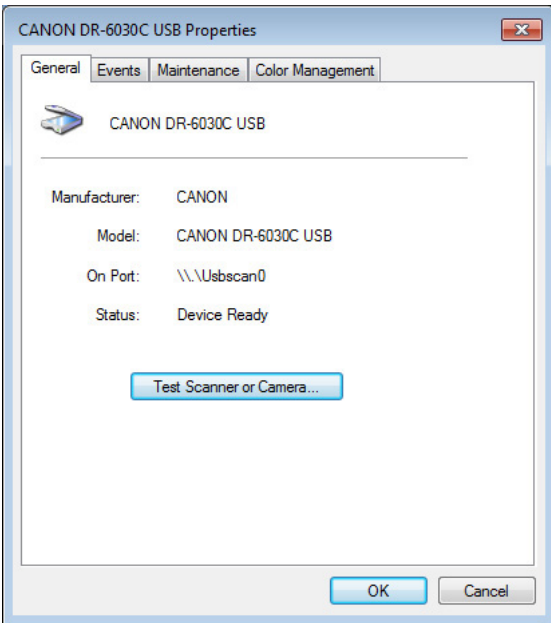 CANON DR-6030C USB Properties
General Events Maintenance Color Management
CANON DR-6030C USB
Manufacturer: CANON
Model: CANON DR-6030C USB
On Port: \\.\Usbscan0
Status: Device Ready
Test Scanner or Camera...
OK Cancel